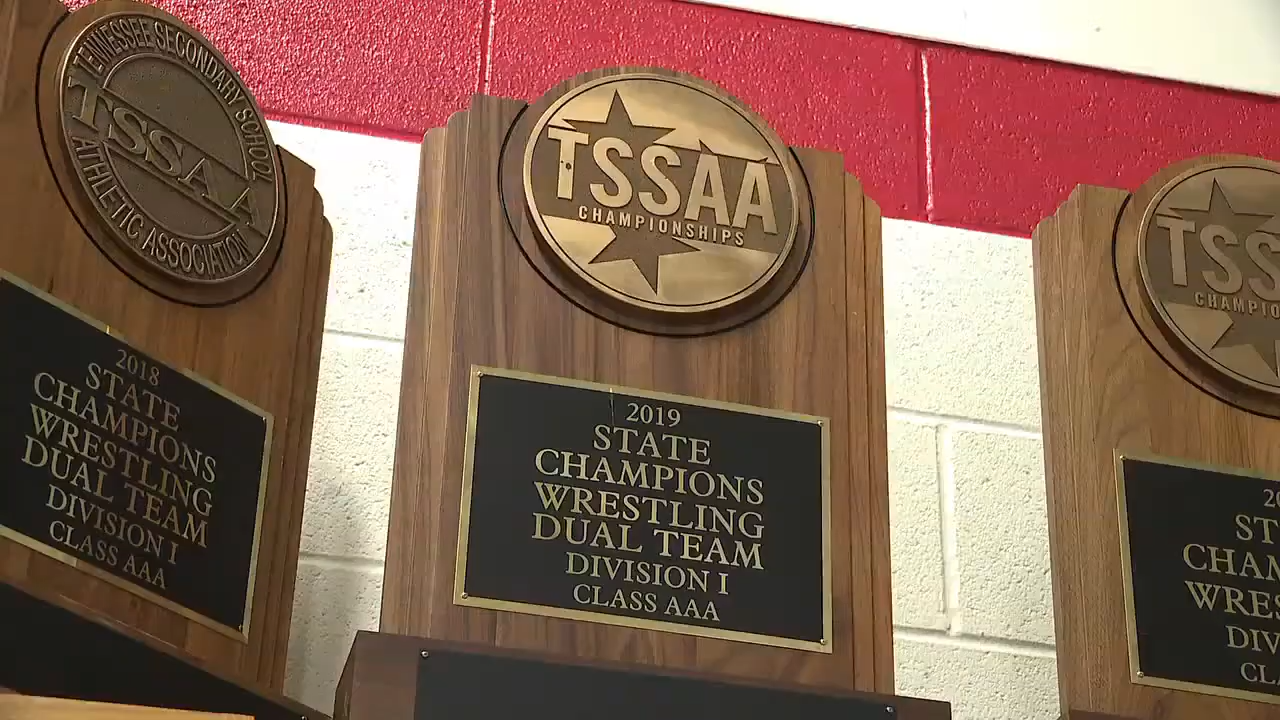 TENNESSEE SECONDARY SCHOOL
TSSAA
ATHLETIC ASSOCIATION
2018
STATE
CHAMPIONS
WRESTLING
DUAL TEAM
DIVISION I
CLASS AAA
TSSAA
CHAMPIONSHIPS
2019
STATE
CHAMPIONS
WRESTLING
DUAL TEAM
DIVISION I
CLASS AAA